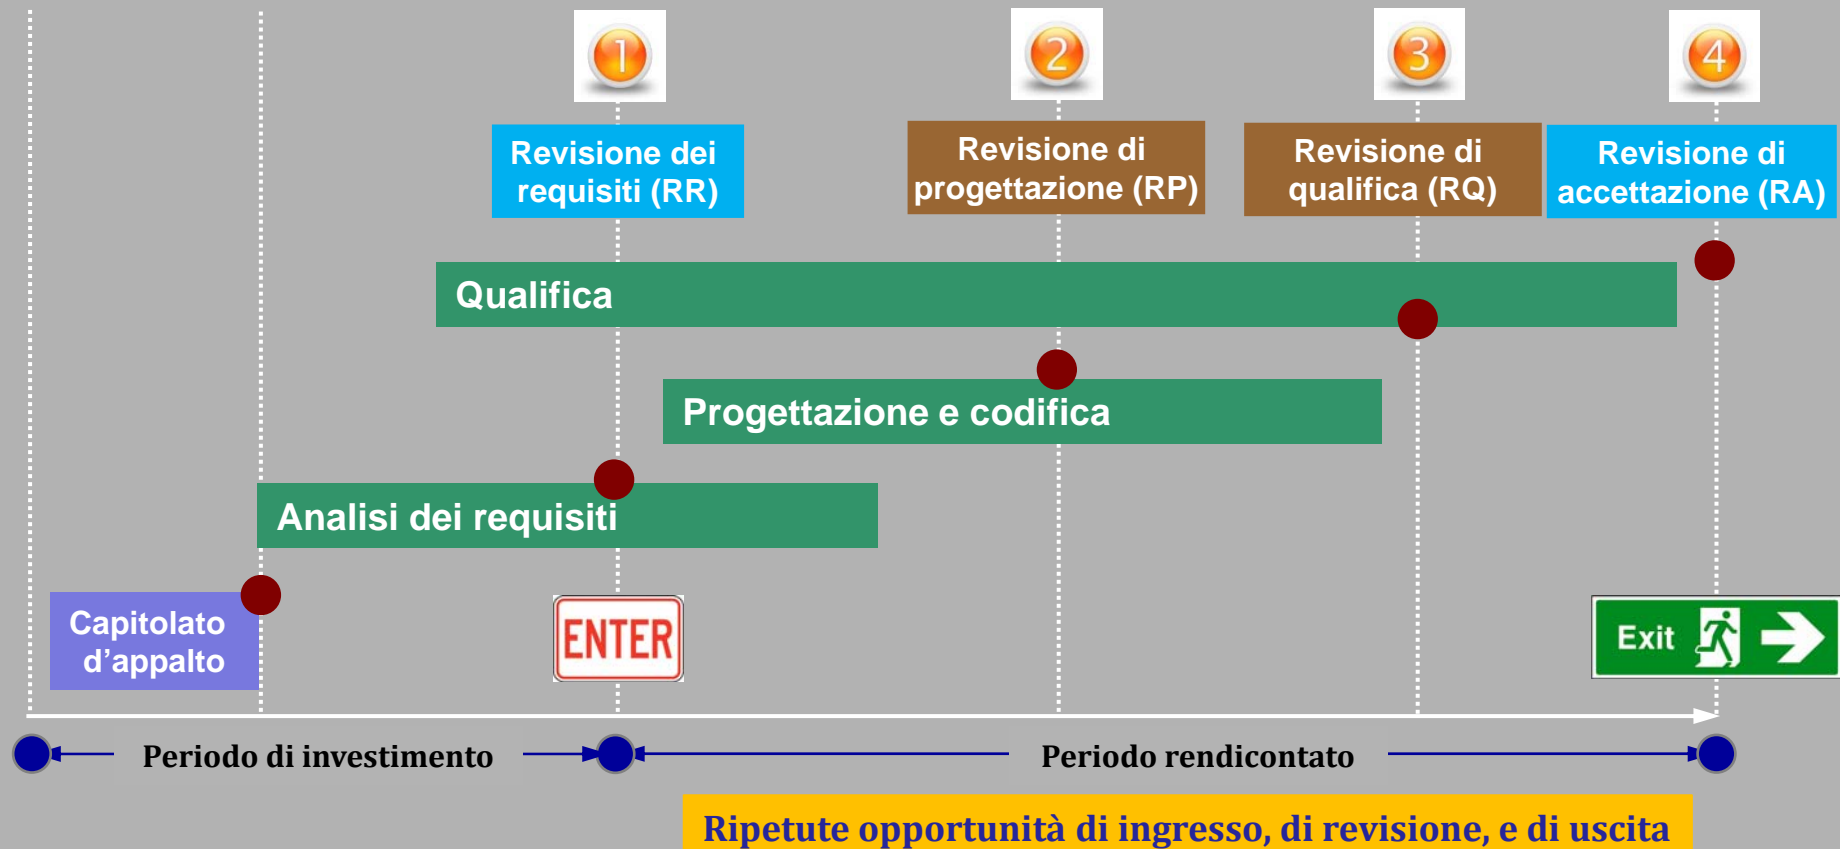 1
2
3
4
Revisione dei
requisiti (RR)
Revisione di
progettazione (RP)
Revisione di
qualifica (RQ)
Revisione di
accettazione (RA)
Qualifica
Progettazione e codifica
Analisi dei requisiti
Capitolato
d’appalto
ENTER
Exit
Periodo di investimento
Periodo rendicontato
Ripetute opportunità di ingresso, di revisione, e di uscita